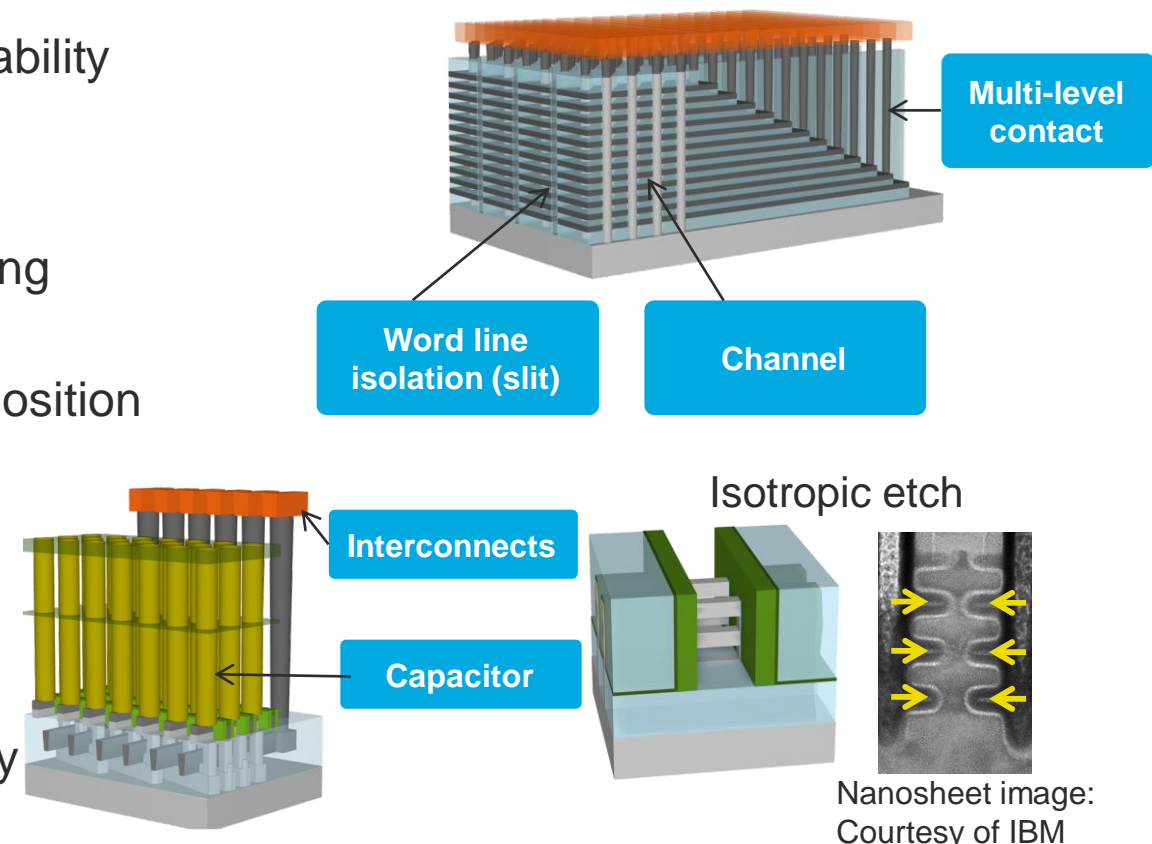 ability
Multi-level
contact
ng
Word line
isolation (slit)
Channel
position
Isotropic etch
Interconnects
Capacitor
y
Nanosheet image:
Courtesy of IBM